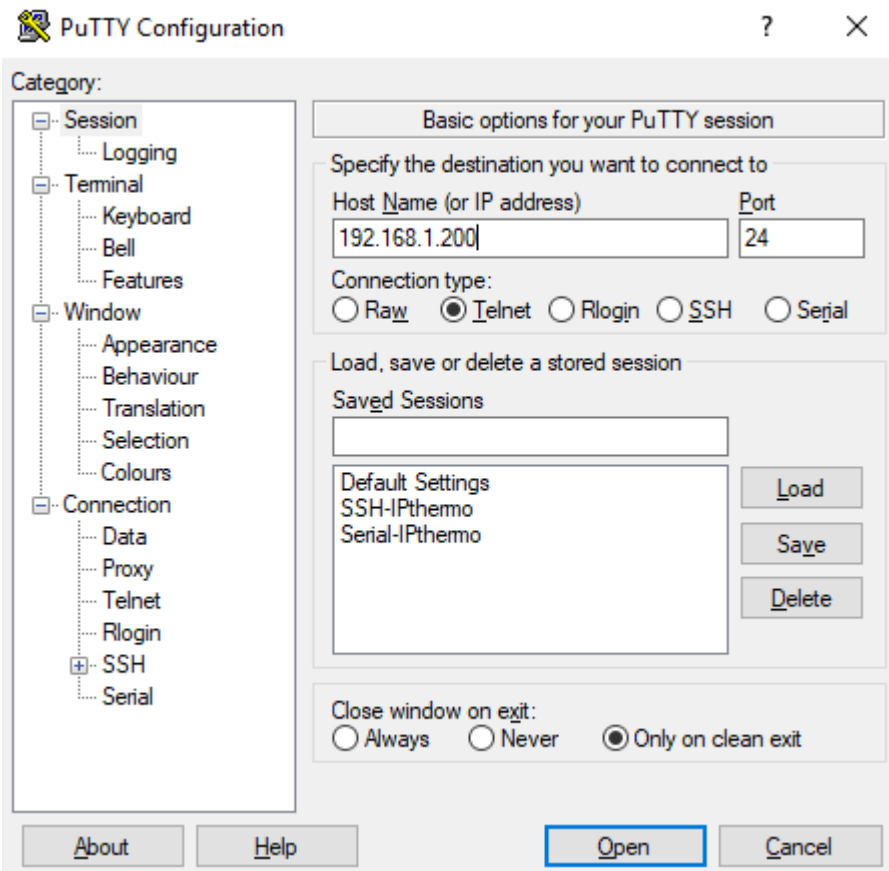 PuTTY Configuration ? ×
Category:
Session
Logging
Terminal
Keyboard
Bell
Features
Window
Appearance
Behaviour
Translation
Selection
Colours
Connection
Data
Proxy
Telnet
Rlogin
SSH
Serial
Basic options for your PuTTY session
Specify the destination you want to connect to
Host Name (or IP address) Port
192.168.1.200 24
Connection type:
Raw Telnet Rlogin SSH Serial
Load, save or delete a stored session
Saved Sessions
Default Settings
SSH-IPthermo
Serial-IPthermo
Load
Save
Delete
Close window on exit:
Always Never Only on clean exit
About Help Open Cancel